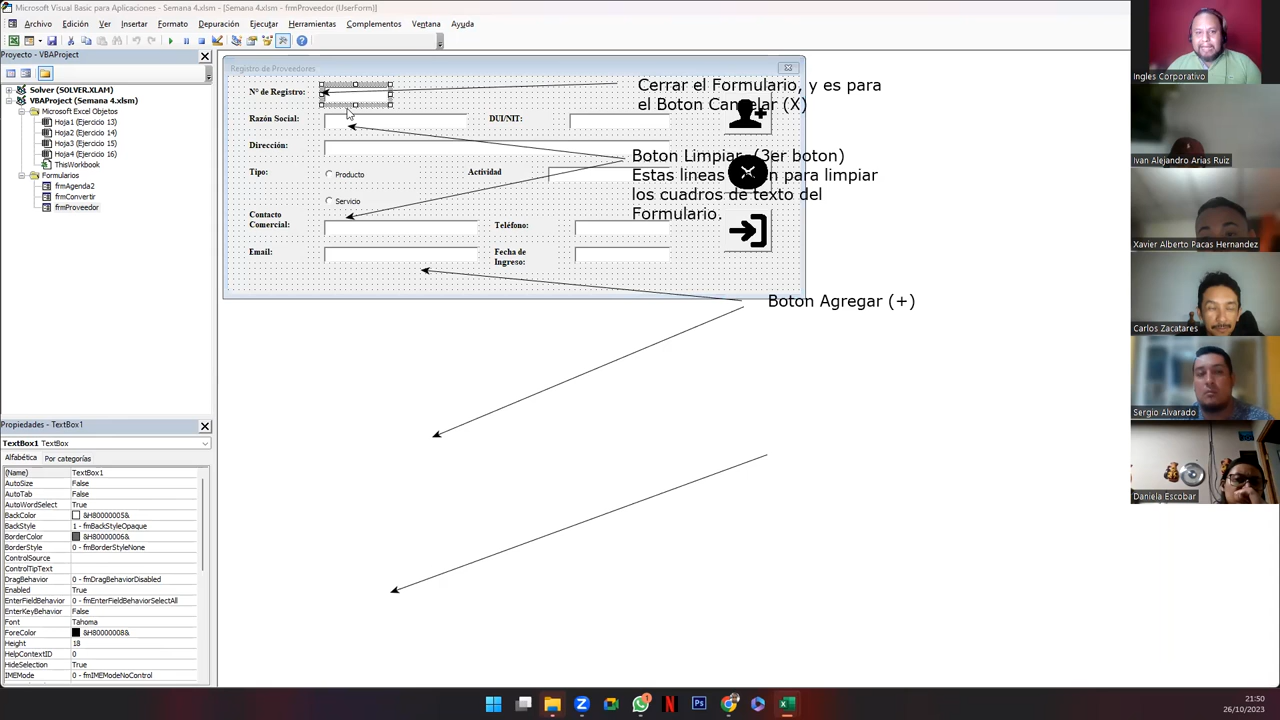 Microsoft Visual Basic para Aplicaciones - Semana 4.xlsm - [Semana 4.xlsm - frmProveedor (UserForm)]
Archivo Edición Ver Insertar Formato Depuración Ejecutar Herramientas Complementos Ventana Ayuda
Proyecto - VBAProject
Solver (SOLVER.XLAM)
VBAProject (Semana 4.xlsm)
Microsoft Excel Objetos
Hoja1 (Ejercicio 13)
Hoja2 (Ejercicio 14)
Hoja3 (Ejercicio 15)
Hoja4 (Ejercicio 16)
ThisWorkbook
Formularios
frmAgenda2
frmConvertir
frmProveedor
Registro de Proveedores
N° de Registro:
Razón Social:
DUI/NIT:
Dirección:
Tipo:
Producto
Actividad
Servicio
Contacto
Comercial:
Teléfono:
Email:
Fecha de
Ingreso:
Cerrar el Formulario, y es para
el Boton Cancelar (X)
Boton Limpiar (3er boton)
Estas lineas para limpiar
los cuadros de texto del
Formulario.
Boton Agregar (+)
Propiedades - TextBox1
TextBox1 TextBox
Alfabética Por categorías
(Name) TextBox1
AutoSize False
AutoTab False
AutoWordSelect True
BackColor &H80000005&
BackStyle 1 - fmBackStyleOpaque
BorderColor &H80000006&
BorderStyle 0 - fmBorderStyleNone
ControlSource
ControlTipText
DragBehavior 0 - fmDragBehaviorDisabled
Enabled True
EnterFieldBehavior 0 - fmEnterFieldBehaviorSelectAll
EnterKeyBehavior False
Font Tahoma
ForeColor &H80000008&
Height 18
HelpContextID 0
HideSelection True
IMEMode 0 - fmIMEModeNoControl
Ingles Corporativo
Ivan Alejandro Arias Ruiz
Xavier Alberto Pacas Hernandez
Carlos Zacatares
Sergio Alvarado
Daniela Escobar
1
N
Ps
21:50
26/10/2023